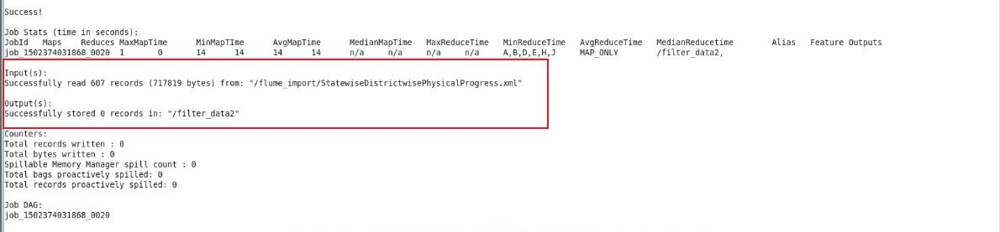 Success!
Job Stats (time in seconds):
JobId Maps Reduces MaxMapTime MinMapTIme AvgMapTime MedianMapTime MaxReduceTime MinReduceTime AvgReduceTime MedianReducetime Alias Feature Outputs
job_1502374031868_0020 1 0 14 14 14 14 n/a n/a n/a n/a A,B,D,E,H,J MAP_ONLY /filter_data2,
Input(s):
Successfully read 607 records (717819 bytes) from: "/flume_import/StatewiseDistrictwisePhysicalProgress.xml"
Output(s):
Successfully stored 0 records in: "/filter_data2"
Counters:
Total records written : 0
Total bytes written : 0
Spillable Memory Manager spill count : 0
Total bags proactively spilled: 0
Total records proactively spilled: 0
Job DAG:
job_1502374031868_0020